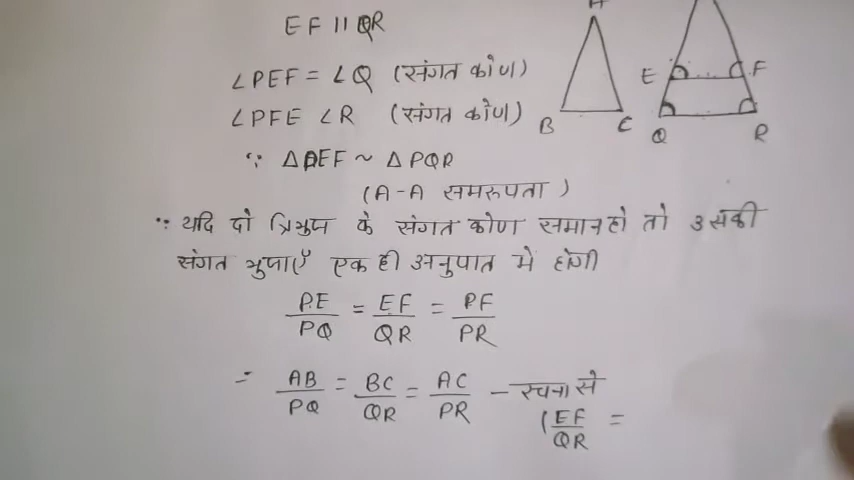 EF || QR
∠PEF = ∠Q (संगत कोण)
∠PFE ∠R (संगत कोण)
∵ ΔPEF ~ ΔPQR
(A-A समरुपता)
∵ यदि दो त्रिभुज के संगत कोण समान हो तो उसकी
संगत भुजाएँ एक ही अनुपात मे होगी
PE/PQ = EF/QR = PF/PR
= AB/PQ = BC/QR = AC/PR - रचना से
(EF/QR =
A
B
C
E
F
Q
R